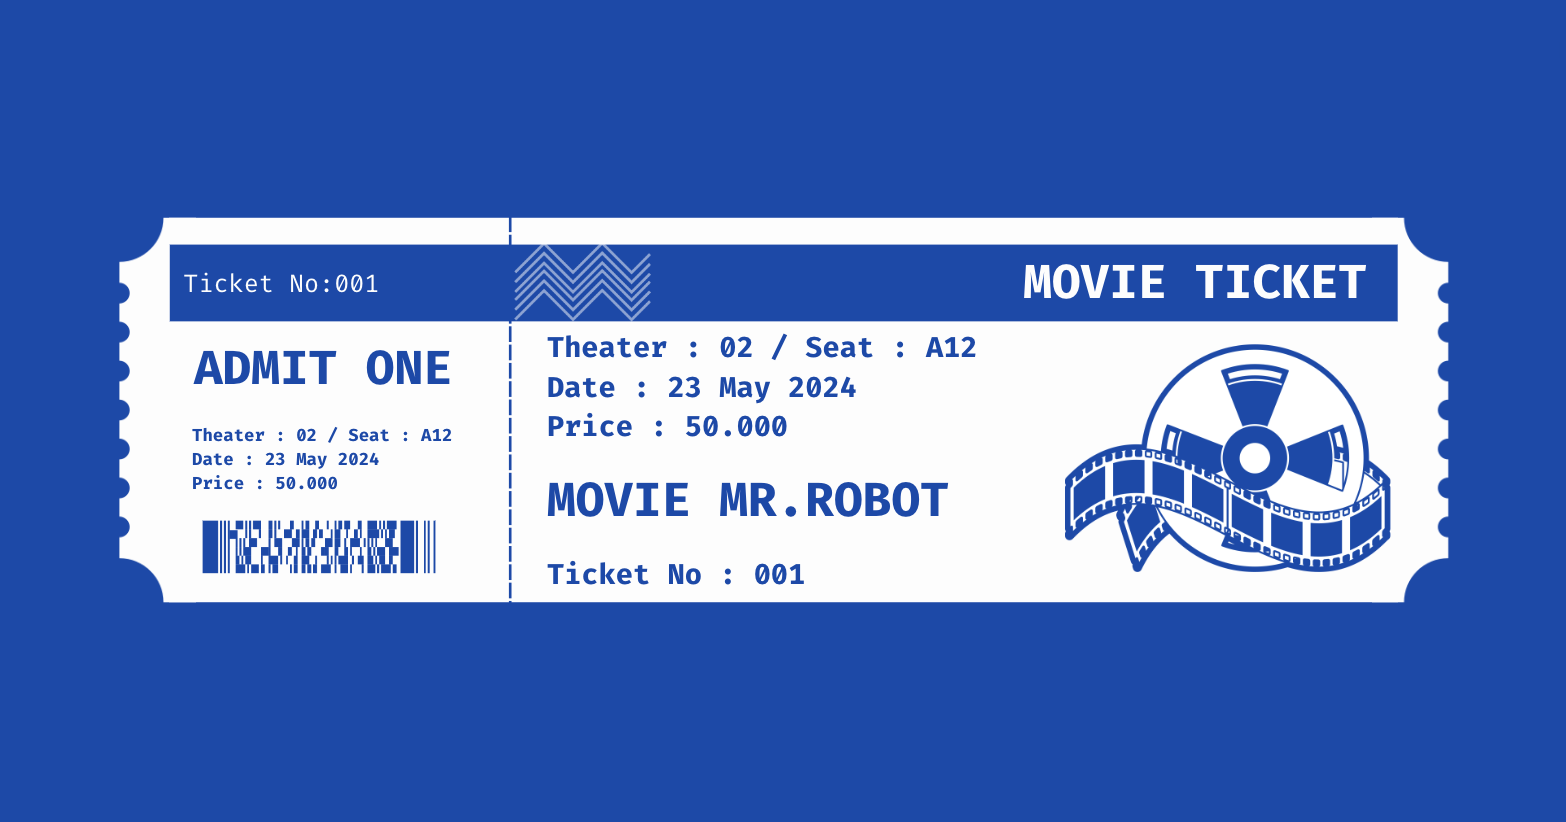 Ticket No:001
MOVIE TICKET
ADMIT ONE
Theater : 02 / Seat : A12
Date : 23 May 2024
Price : 50.000
Theater : 02 / Seat : A12
Date : 23 May 2024
Price : 50.000
MOVIE MR.ROBOT
Ticket No : 001